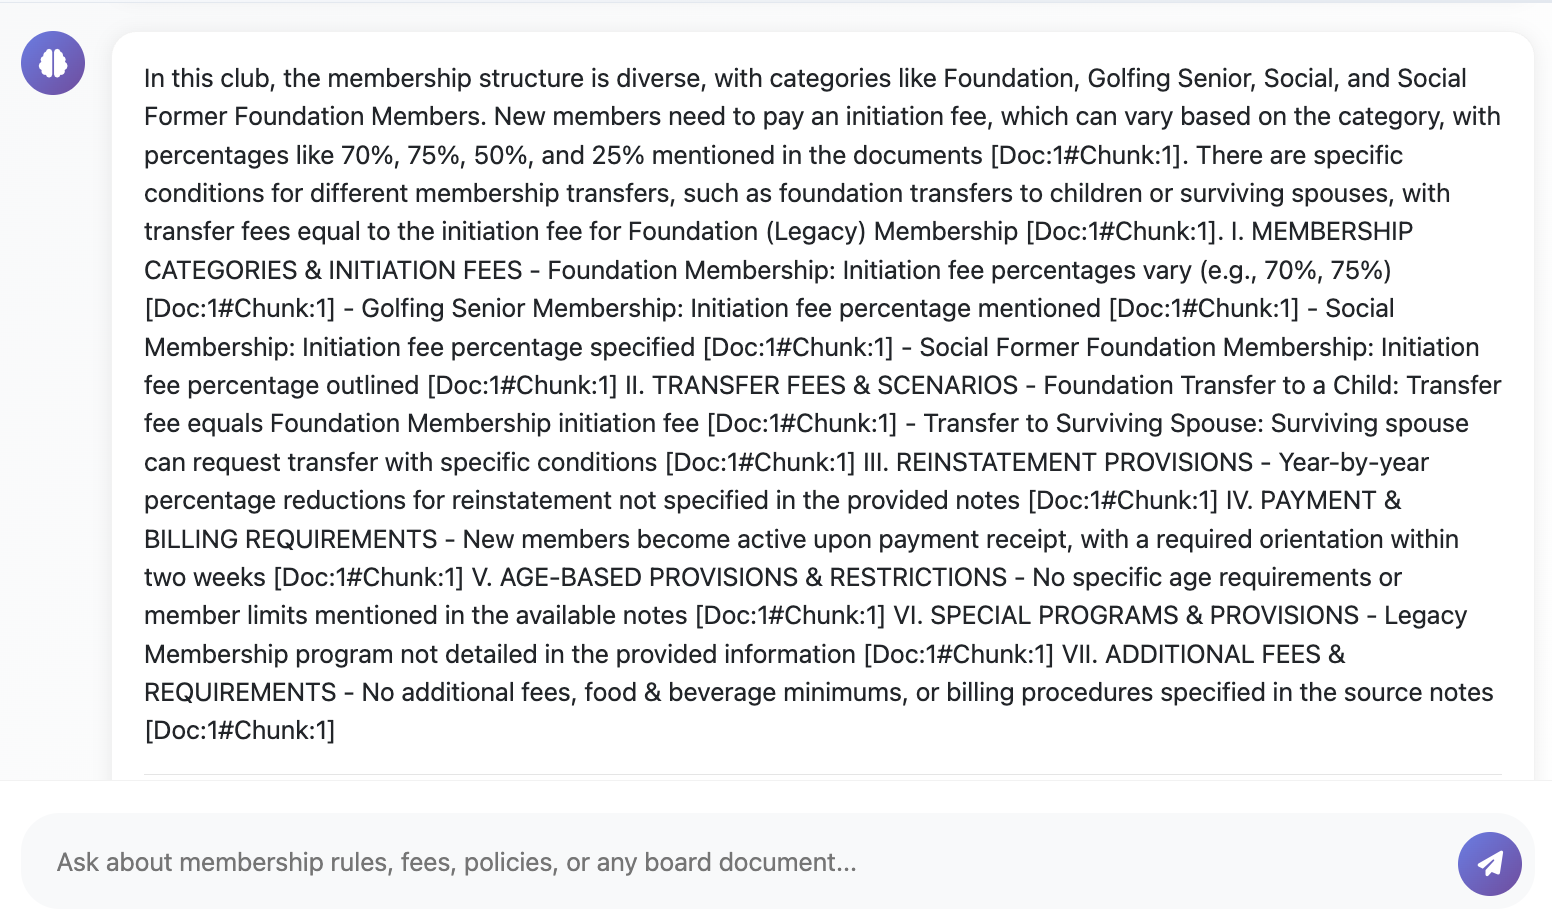 In this club, the membership structure is diverse, with categories like Foundation, Golfing Senior, Social, and Social
Former Foundation Members. New members need to pay an initiation fee, which can vary based on the category, with
percentages like 70%, 75%, 50%, and 25% mentioned in the documents [Doc:1#Chunk:1]. There are specific
conditions for different membership transfers, such as foundation transfers to children or surviving spouses, with
transfer fees equal to the initiation fee for Foundation (Legacy) Membership [Doc:1#Chunk:1]. I. MEMBERSHIP
CATEGORIES & INITIATION FEES - Foundation Membership: Initiation fee percentages vary (e.g., 70%, 75%)
[Doc:1#Chunk:1] - Golfing Senior Membership: Initiation fee percentage mentioned [Doc:1#Chunk:1] - Social
Membership: Initiation fee percentage specified [Doc:1#Chunk:1] - Social Former Foundation Membership: Initiation
fee percentage outlined [Doc:1#Chunk:1] II. TRANSFER FEES & SCENARIOS - Foundation Transfer to a Child: Transfer
fee equals Foundation Membership initiation fee [Doc:1#Chunk:1] - Transfer to Surviving Spouse: Surviving spouse
can request transfer with specific conditions [Doc:1#Chunk:1] III. REINSTATEMENT PROVISIONS - Year-by-year
percentage reductions for reinstatement not specified in the provided notes [Doc:1#Chunk:1] IV. PAYMENT &
BILLING REQUIREMENTS - New members become active upon payment receipt, with a required orientation within
two weeks [Doc:1#Chunk:1] V. AGE-BASED PROVISIONS & RESTRICTIONS - No specific age requirements or
member limits mentioned in the available notes [Doc:1#Chunk:1] VI. SPECIAL PROGRAMS & PROVISIONS - Legacy
Membership program not detailed in the provided information [Doc:1#Chunk:1] VII. ADDITIONAL FEES &
REQUIREMENTS - No additional fees, food & beverage minimums, or billing procedures specified in the source notes
[Doc:1#Chunk:1]
Ask about membership rules, fees, policies, or any board document...